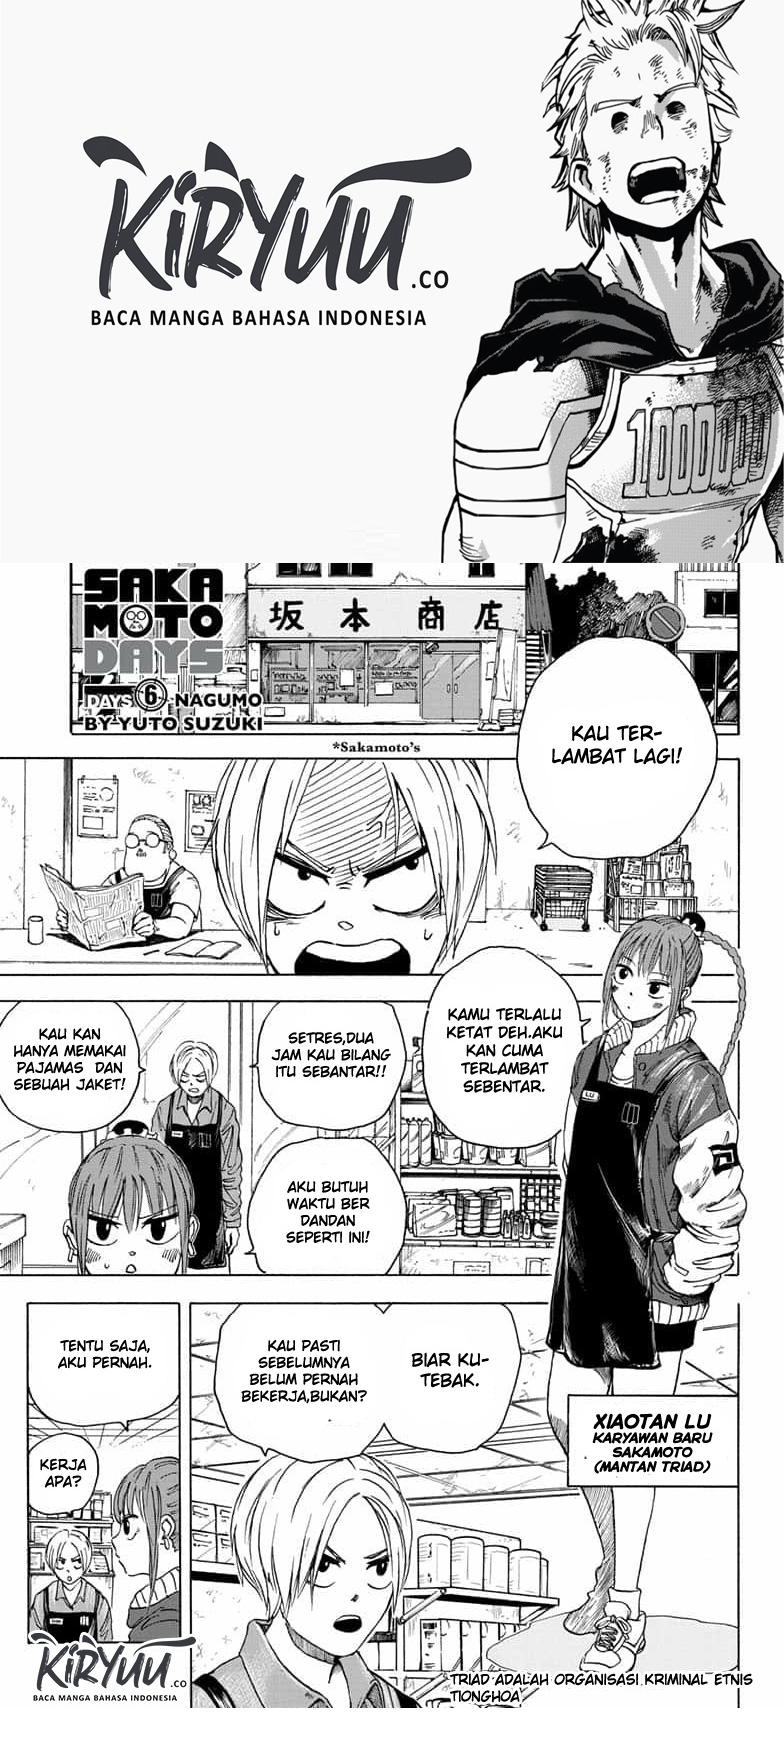 KIRYUU.CO
BACA MANGA BAHASA INDONESIA
1000000
SAKA
MOTO
DAYS
DAYS 6 NAGUMO
BY YUTO SUZUKI
坂本商店
*Sakamoto's
KAU TER-
LAMBAT LAGI!
KAMU TERLALU
KETAT DEH.AKU
KAN CUMA
TERLAMBAT
SEBENTAR.
SETRES,DUA
JAM KAU BILANG
ITU SEBANTAR!!
KAU KAN
HANYA MEMAKAI
PAJAMAS DAN
SEBUAH JAKET!
AKU BUTUH
WAKTU BER
DANDAN
SEPERTI INI!
LU
XIAOTAN LU
KARYAWAN BARU
SAKAMOTO
(MANTAN TRIAD)
BIAR KU-
TEBAK.
KAU PASTI
SEBELUMNYA
BELUM PERNAH
BEKERJA,BUKAN?
TENTU SAJA,
AKU PERNAH.
KERJA
APA?
KIRYUU.CO
BACA MANGA BAHASA INDONESIA
TRIAD ADALAH ORGANISASI KRIMINAL ETNIS
TIONGHOA